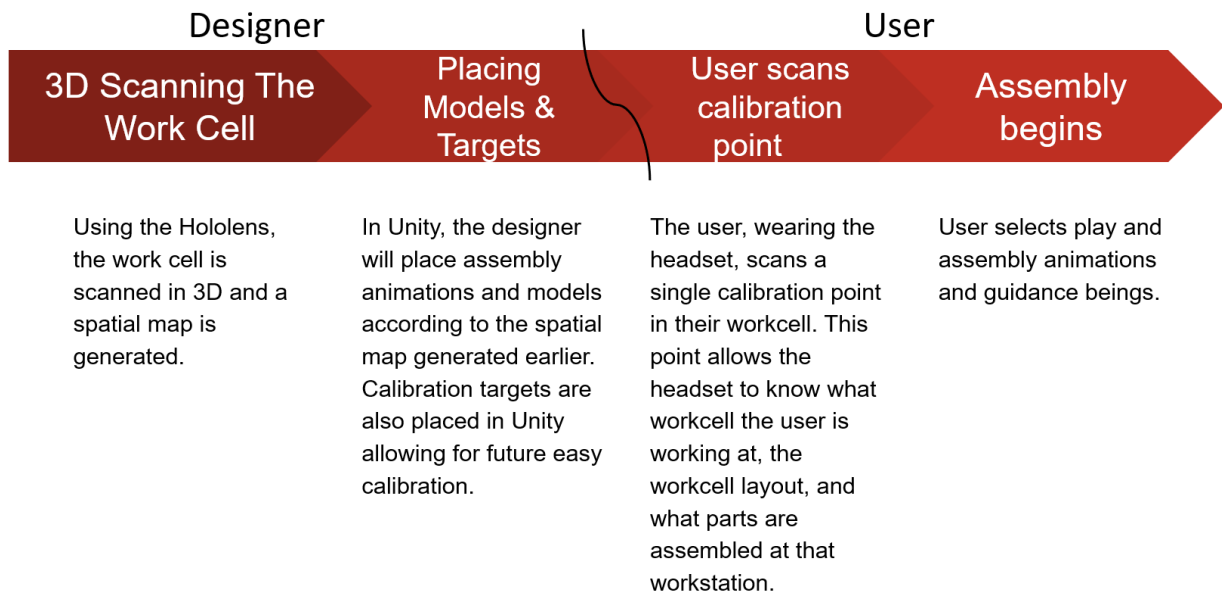 Designer
User
3D Scanning The
Work Cell
Placing
Models &
Targets
User scans
calibration
point
Assembly
begins
Using the Hololens,
the work cell is
scanned in 3D and a
spatial map is
generated.
In Unity, the designer
will place assembly
animations and models
according to the spatial
map generated earlier.
Calibration targets are
also placed in Unity
allowing for future easy
calibration.
The user, wearing the
headset, scans a
single calibration point
in their workcell. This
point allows the
headset to know what
workcell the user is
working at, the
workcell layout, and
what parts are
assembled at that
workstation.
User selects play and
assembly animations
and guidance beings.